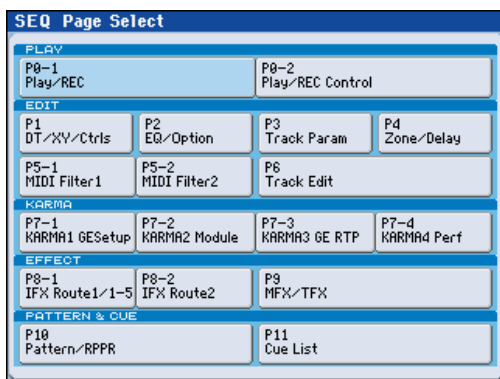 SEQ Page Select
PLAY
P0-1
Play/REC
P0-2
Play/REC Control
EDIT
P1
DT/XY/Ctrls
P2
EQ/Option
P3
Track Param
P4
Zone/Delay
P5-1
MIDI Filter1
P5-2
MIDI Filter2
P6
Track Edit
KARMA
P7-1
KARMA1 GESetup
P7-2
KARMA2 Module
P7-3
KARMA3 GE RTP
P7-4
KARMA4 Perf
EFFECT
P8-1
IFX Route1/1-5
P8-2
IFX Route2
P9
MFX/TFX
PATTERN & CUE
P10
Pattern/RPPR
P11
Cue List